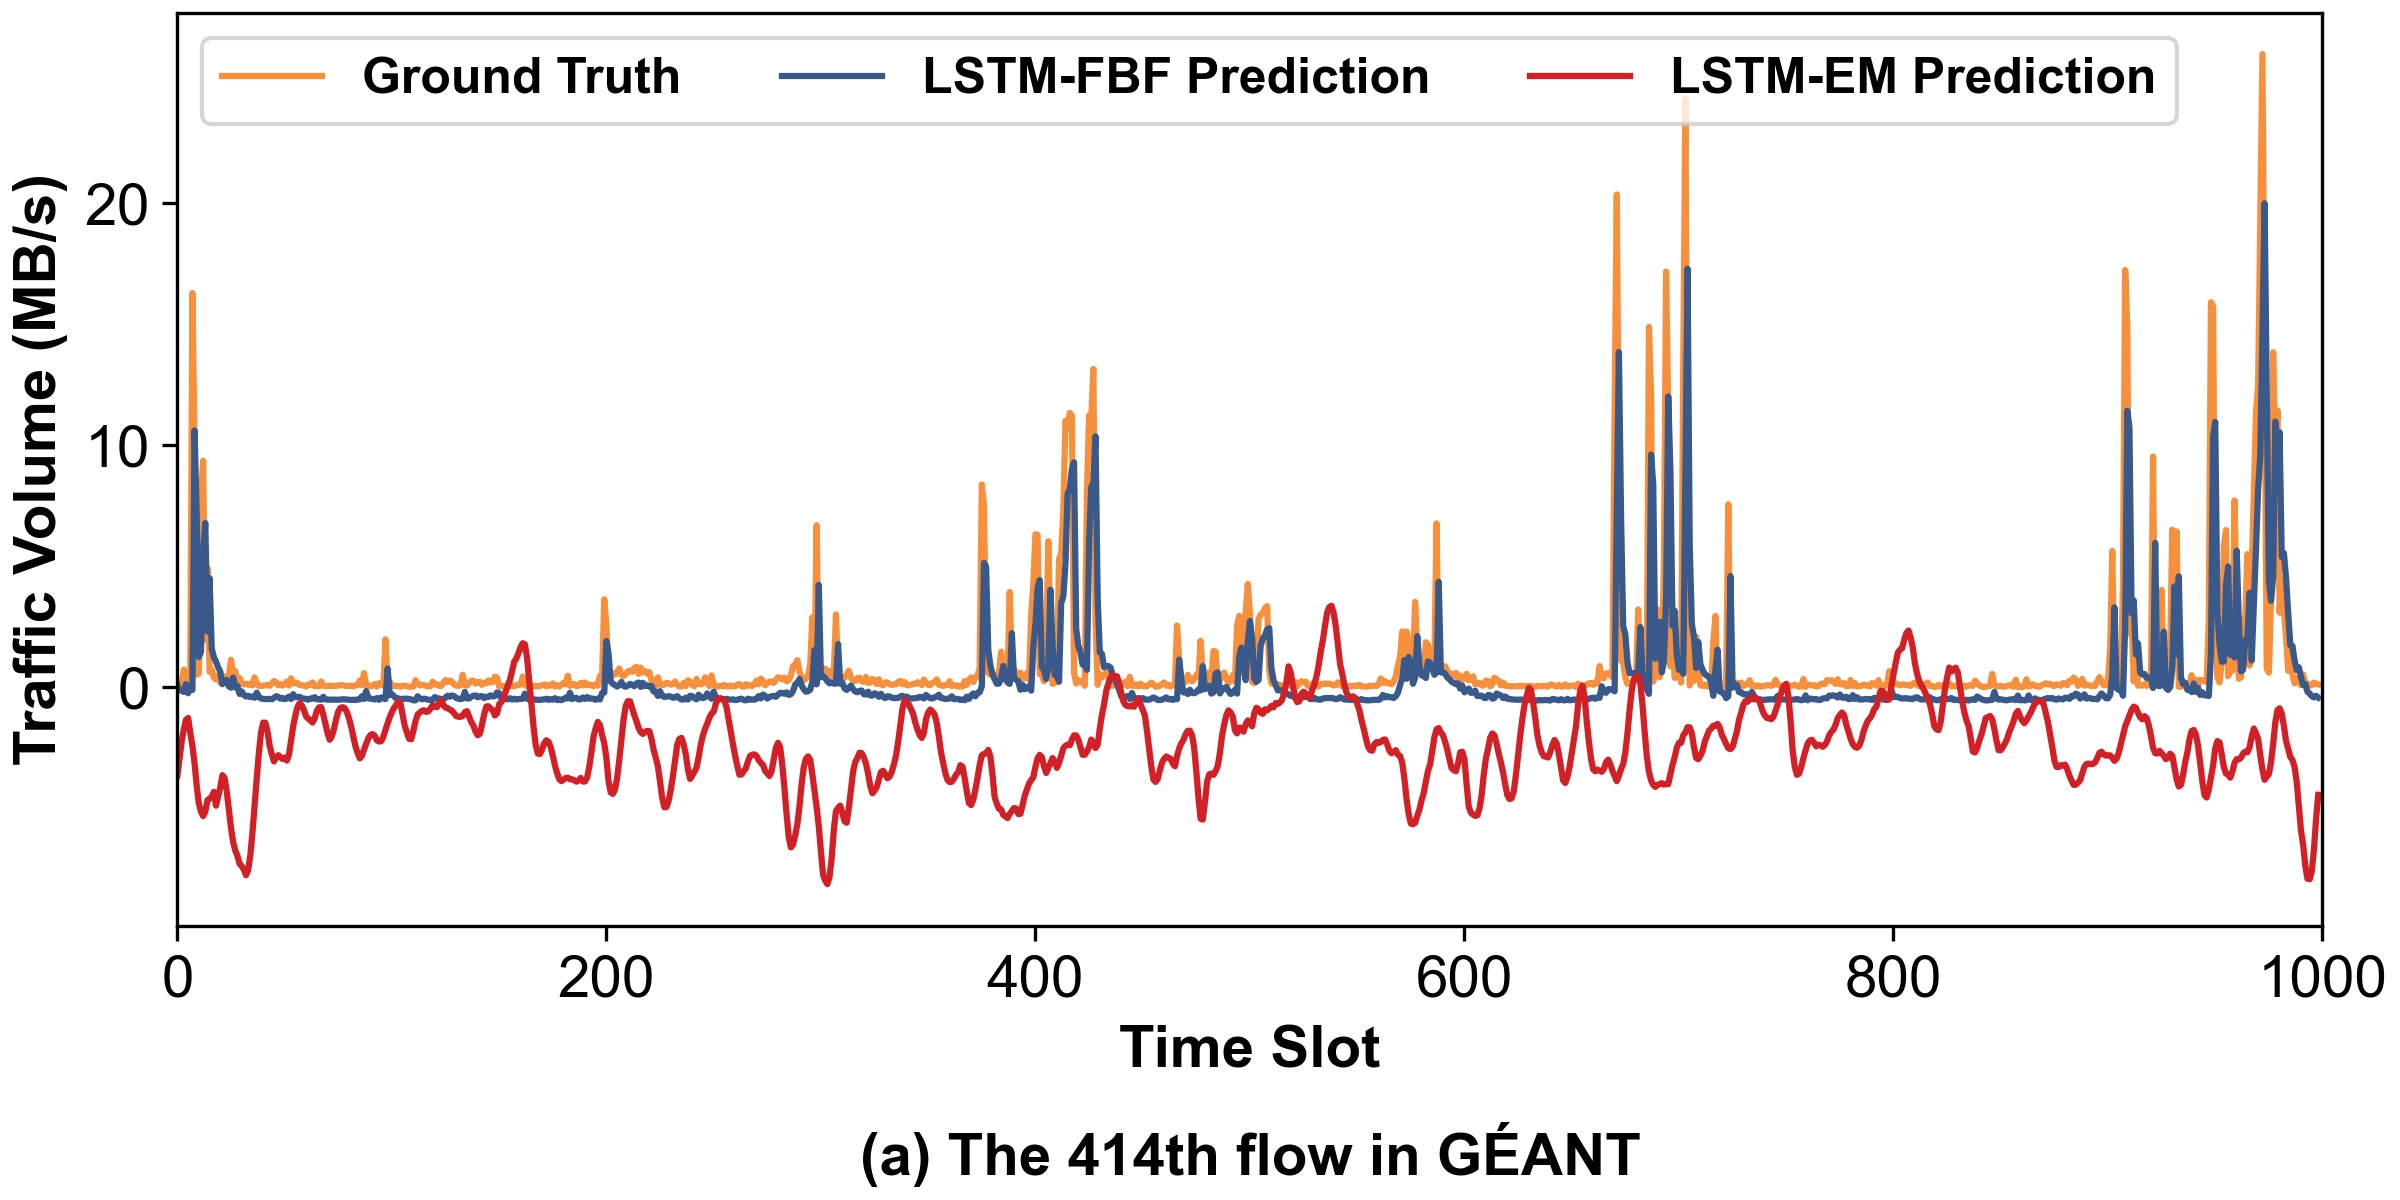 Ground Truth LSTM-FBF Prediction LSTM-EM Prediction
Traffic Volume (MB/s)
20
10
0
0 200 400 600 800 1000
Time Slot
(a) The 414th flow in GÉANT